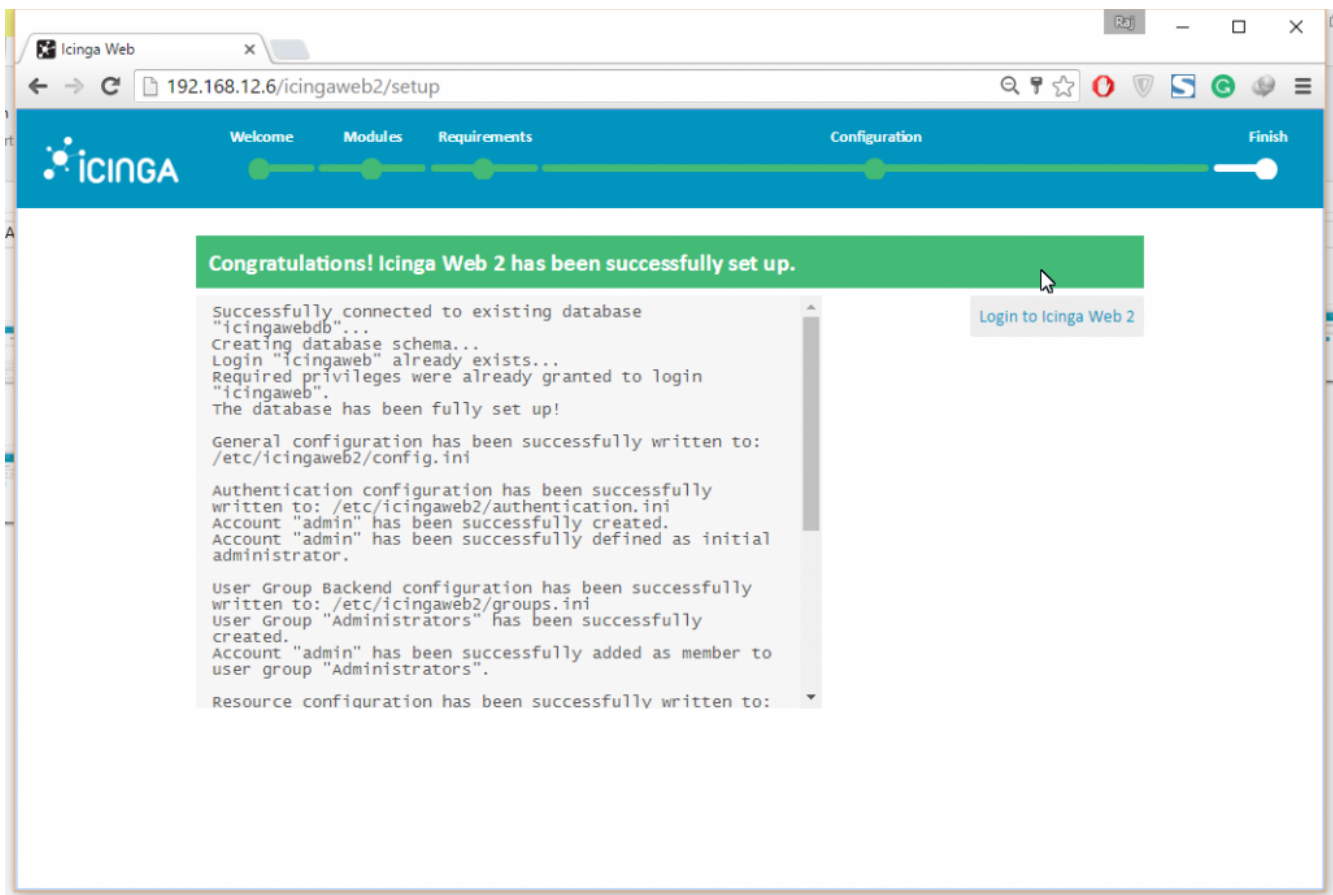 Raj
Icinga Web
192.168.12.6/icingaweb2/setup
Welcome Modules Requirements Configuration Finish
ICINGA
Congratulations! Icinga Web 2 has been successfully set up.
Successfully connected to existing database
"icingawebdb"...
Creating database schema...
Login "icingaweb" already exists...
Required privileges were already granted to login
"icingaweb".
The database has been fully set up!
General configuration has been successfully written to:
/etc/icingaweb2/config.ini
Authentication configuration has been successfully
written to: /etc/icingaweb2/authentication.ini
Account "admin" has been successfully created.
Account "admin" has been successfully defined as initial
administrator.
User Group Backend configuration has been successfully
written to: /etc/icingaweb2/groups.ini
User Group "Administrators" has been successfully
created.
Account "admin" has been successfully added as member to
user group "Administrators".
Resource configuration has been successfully written to:
Login to Icinga Web 2